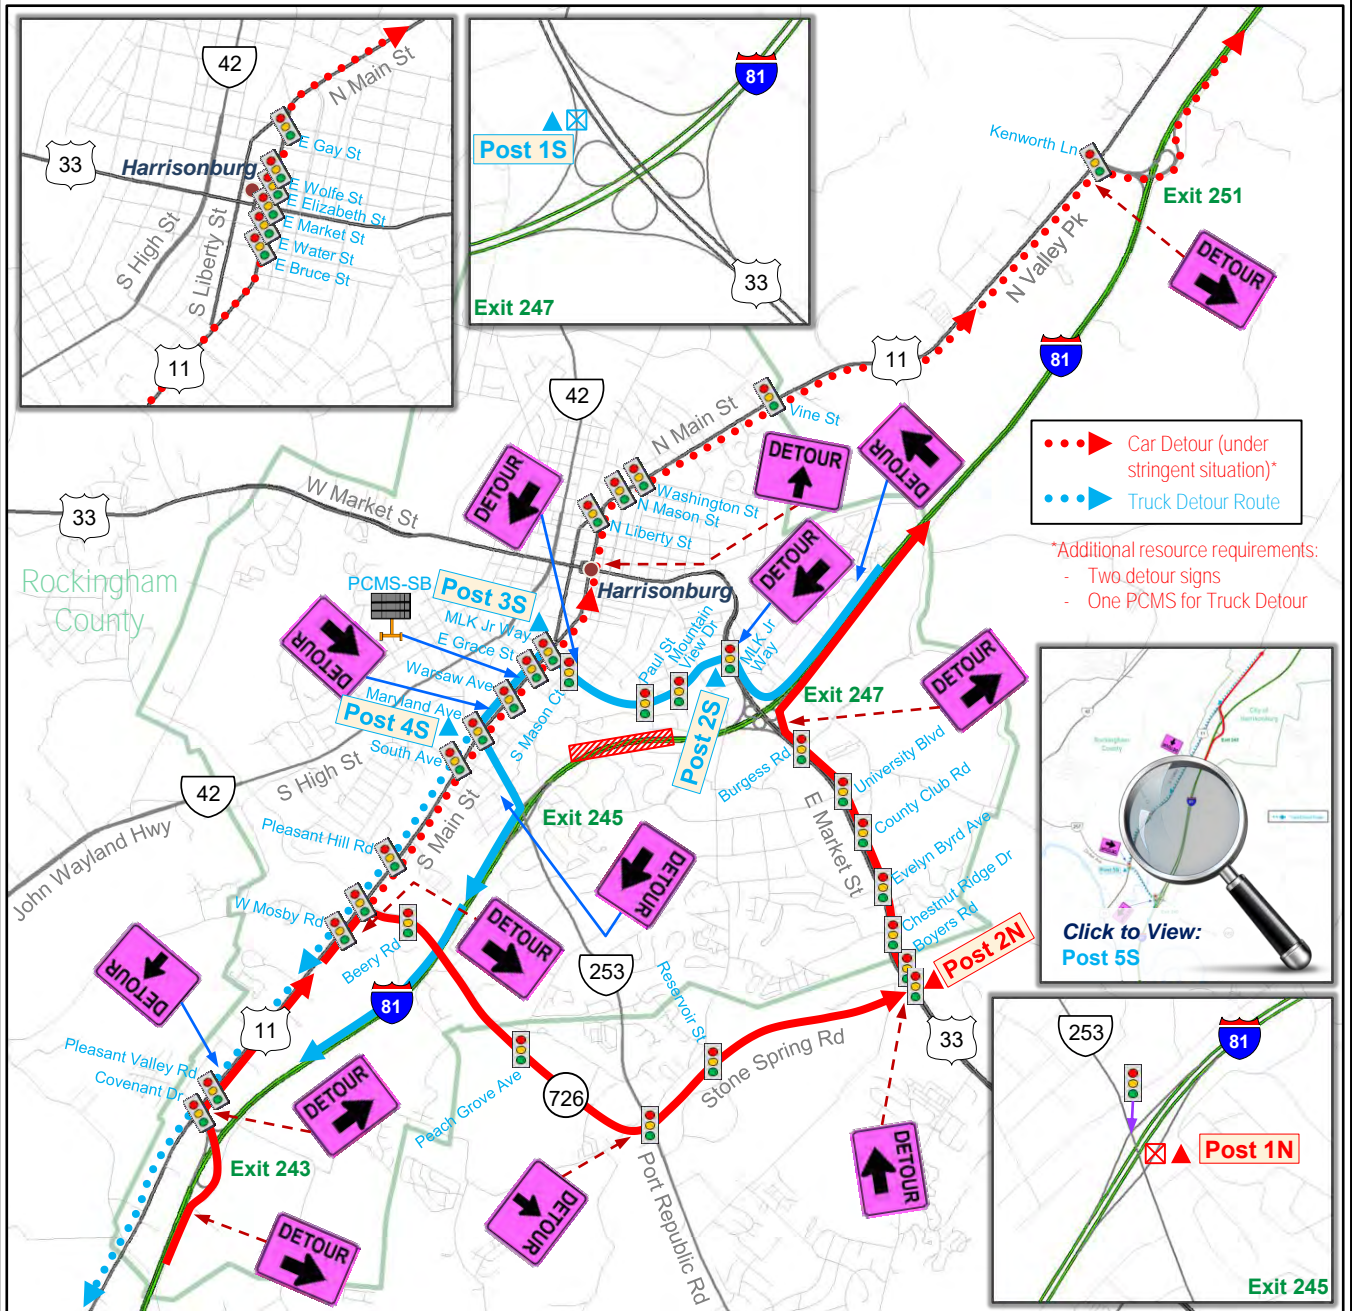 42
N Main St
33
Harrisonburg
E Gay St
E Wolfe St
E Elizabeth St
E Market St
E Water St
E Bruce St
S High St
S Liberty St
11
81
Post 1S
33
Exit 247
Kenworth Ln
Exit 251
DETOUR
N Valley Pk
81
11
42
Vine St
N Main St
DETOUR
DETOUR
DETOUR
Car Detour (under
stringent situation)*
Truck Detour Route
*Additional resource requirements:
- Two detour signs
- One PCMS for Truck Detour
33
W Market St
Washington St
N Mason St
N Liberty St
DETOUR
Rockingham
County
PCMS-SB
Post 3S
Harrisonburg
MLK Jr Way
E Grace St
Warsaw Ave
Maryland Ave
DETOUR
Post 4S
South Ave
S Mason Ct
Paul St
Mountain
View Dr
MLK Jr
Way
Post 2S
Exit 247
DETOUR
Burgess Rd
University Blvd
County Club Rd
Evelyn Byrd Ave
Chestnut Ridge Dr
Boyers Rd
E Market St
42
S High St
John Wayland Hwy
Exit 245
Pleasant Hill Rd
S Main St
DETOUR
W Mosby Rd
Beery Rd
DETOUR
DETOUR
253
Post 2N
81
11
Reservoir St
Stone Spring Rd
33
Pleasant Valley Rd
Covenant Dr
Peach Grove Ave
726
DETOUR
Exit 243
DETOUR
DETOUR
DETOUR
Port Republic Rd
Rockingham
County
City of
Harrisonburg
Click to View:
Post 5S
253
81
Post 1N
Exit 245